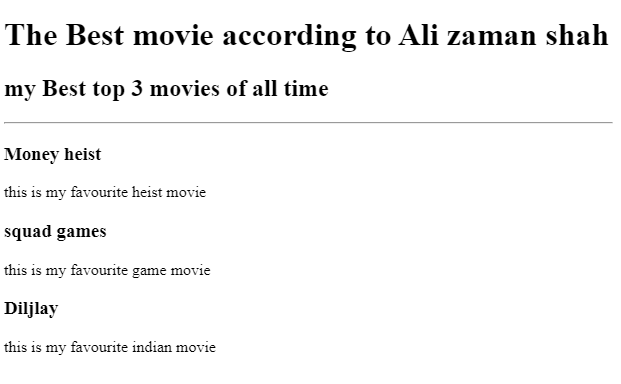 The Best movie according to Ali zaman shah
my Best top 3 movies of all time
Money heist
this is my favourite heist movie
squad games
this is my favourite game movie
Diljlay
this is my favourite indian movie